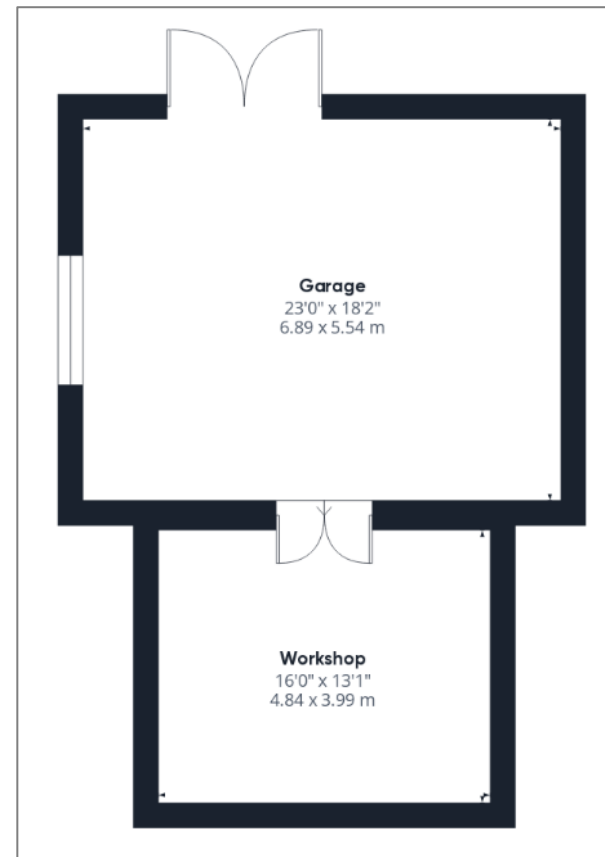 Garage
23'0" x 18'2"
6.89 x 5.54 m
Workshop
16'0" x 13'1"
4.84 x 3.99 m